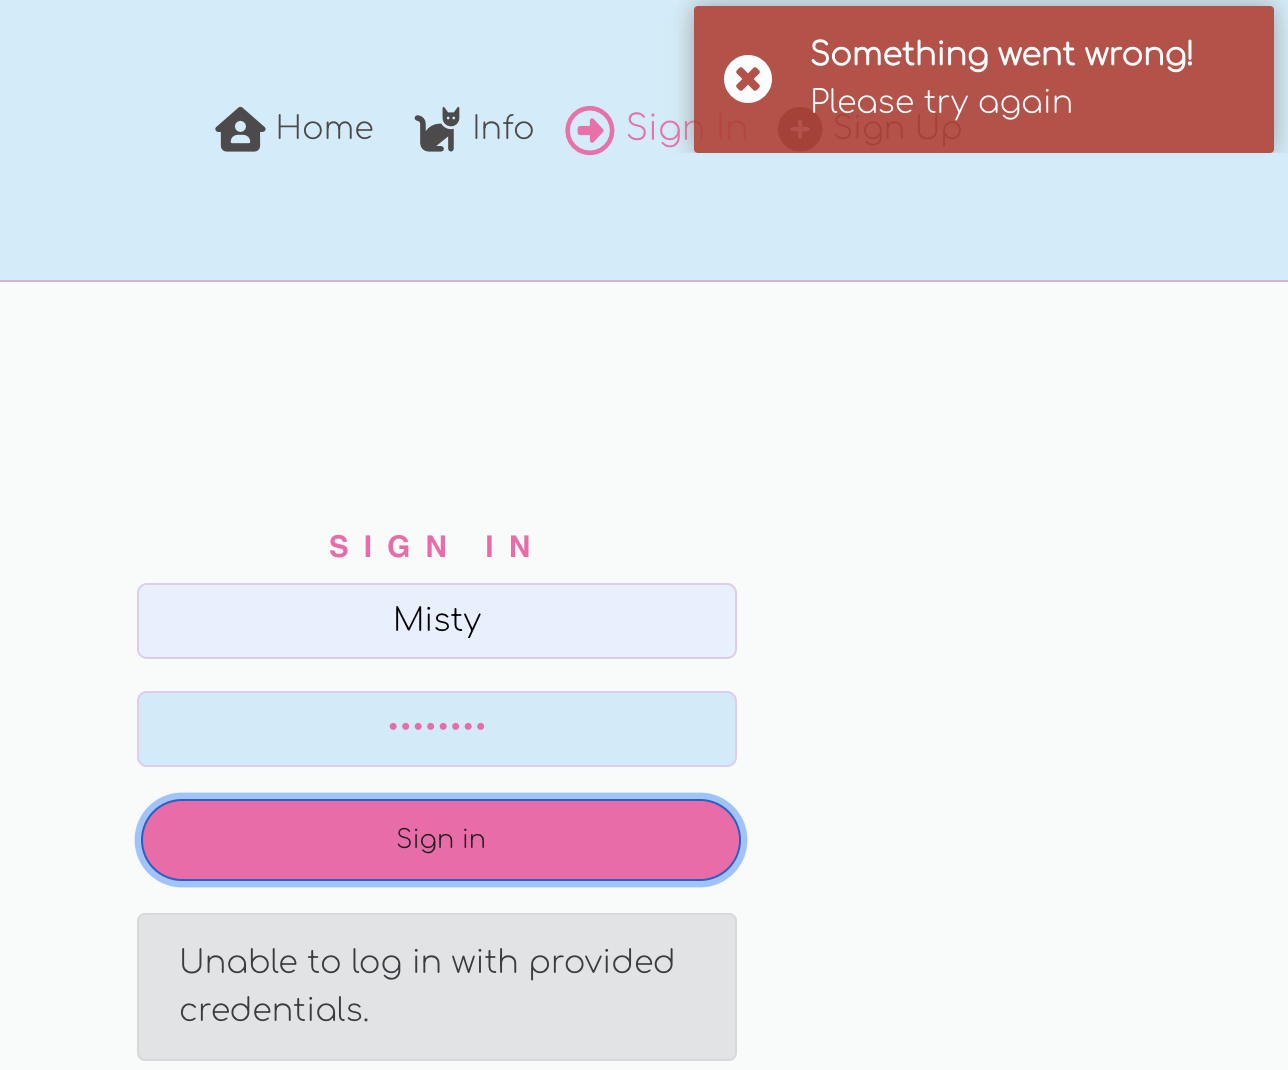 Something went wrong!
Please try again
Home Info Sign In Sign Up
SIGN IN
Misty
••••••••
Sign in
Unable to log in with provided
credentials.